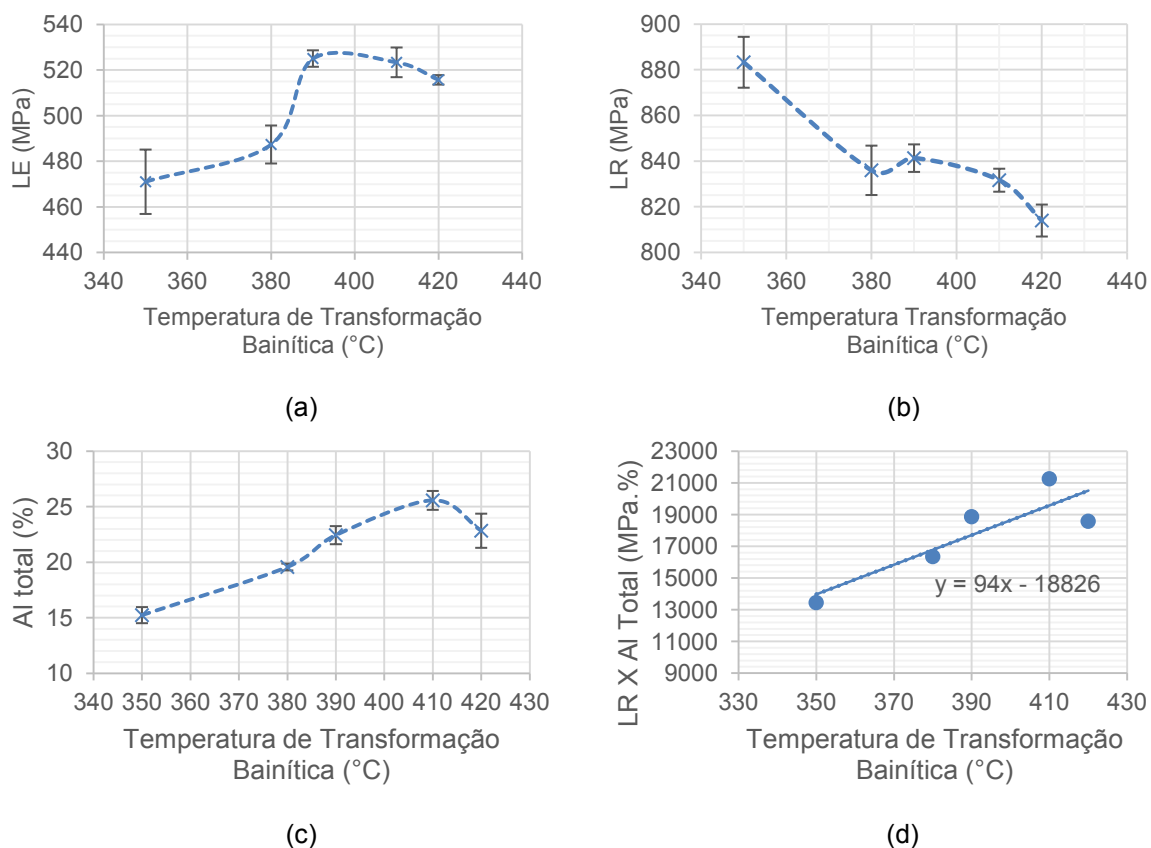 540
520
500
480
460
440
LE (MPa)
340 360 380 400 420 440
Temperatura de Transformação
Bainítica (°C)
(a)
900
880
860
840
820
800
LR (MPa)
340 360 380 400 420 440
Temperatura Transformação
Bainítica (°C)
(b)
30
25
20
15
10
Al total (%)
340 350 360 370 380 390 400 410 420 430
Temperatura de Transformação
Bainítica (°C)
(c)
23000
21000
19000
17000
15000
13000
11000
9000
LR X Al Total (MPa.%)
y = 94x - 18826
330 350 370 390 410 430
Temperatura de Transformação
Bainítica (°C)
(d)